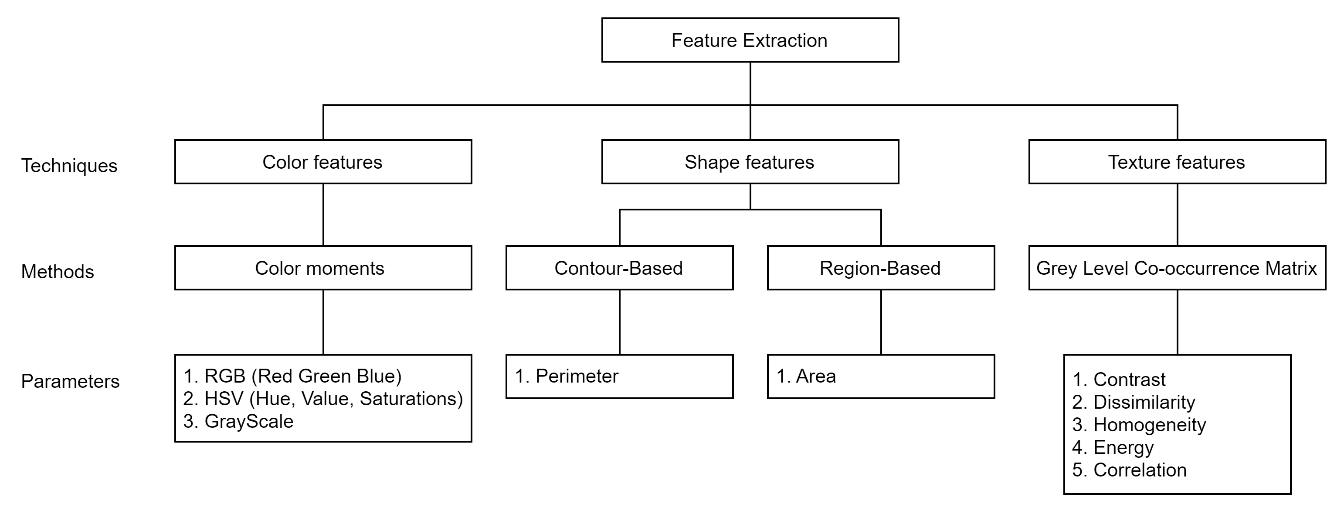 Feature Extraction
Techniques
Color features
Shape features
Texture features
Methods
Color moments
Contour-Based
Region-Based
Grey Level Co-occurrence Matrix
Parameters
1. RGB (Red Green Blue)
2. HSV (Hue, Value, Saturations)
3. GrayScale
1. Perimeter
1. Area
1. Contrast
2. Dissimilarity
3. Homogeneity
4. Energy
5. Correlation